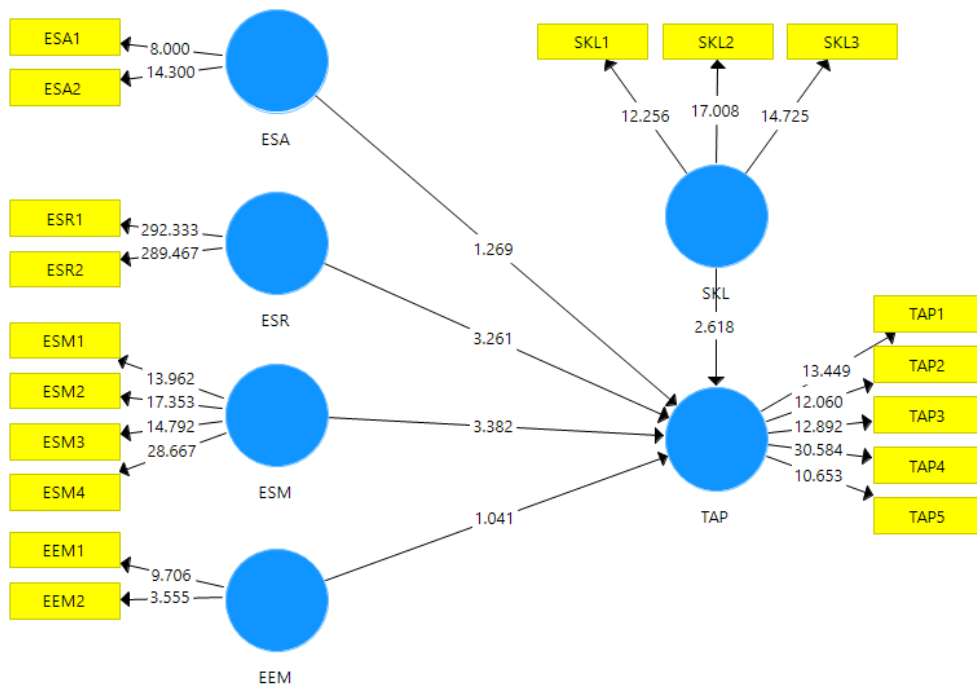 SKL1
SKL2
SKL3
ESA1
8.000
ESA2
14.300
ESA
12.256
17.008
14.725
ESR1
292.333
ESR2
289.467
ESR
1.269
SKL
2.618
3.261
ESM1
13.962
ESM2
17.353
ESM3
14.792
ESM4
28.667
ESM
3.382
TAP
TAP1
13.449
TAP2
12.060
TAP3
12.892
TAP4
30.584
TAP5
10.653
EEM1
9.706
EEM2
3.555
EEM
1.041